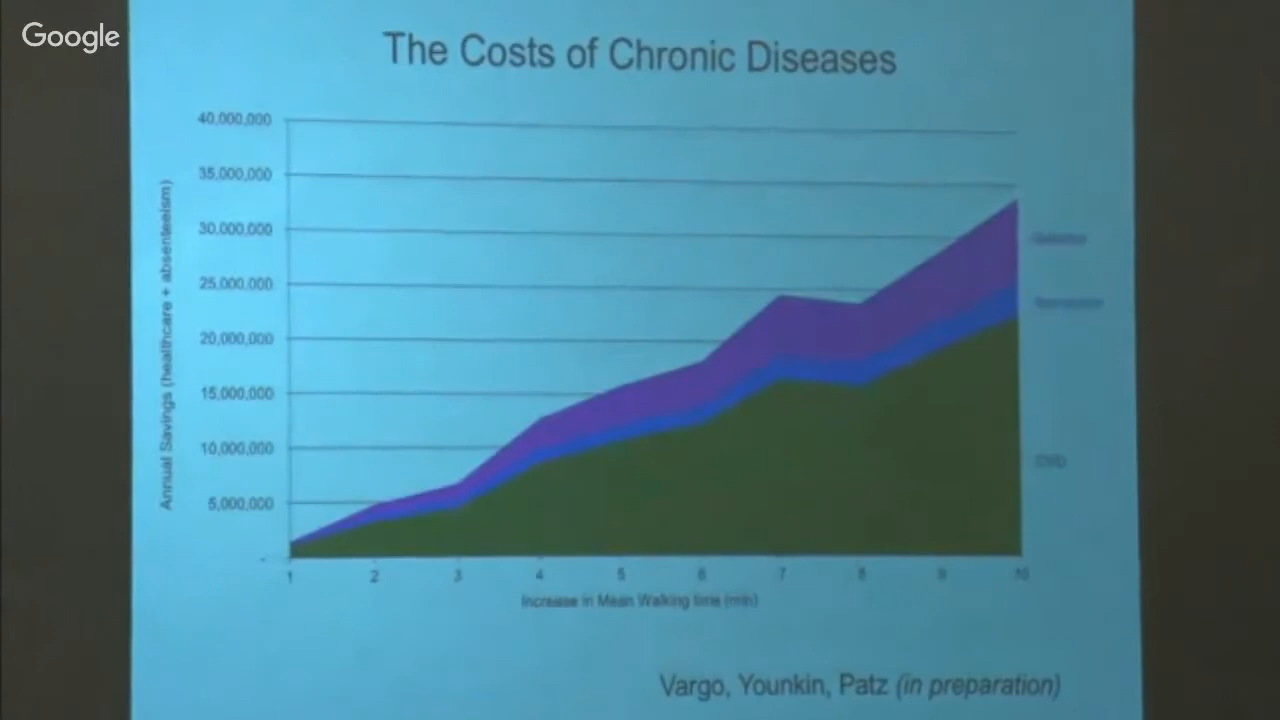 Google
The Costs of Chronic Diseases
40,000,000
35,000,000
30,000,000
25,000,000
20,000,000
15,000,000
10,000,000
5,000,000
-
Annual Savings (healthcare + absenteeism)
1 2 3 4 5 6 7 8 9 10
Increase in Mean Walking time (min)
Vargo, Younkin, Patz (in preparation)